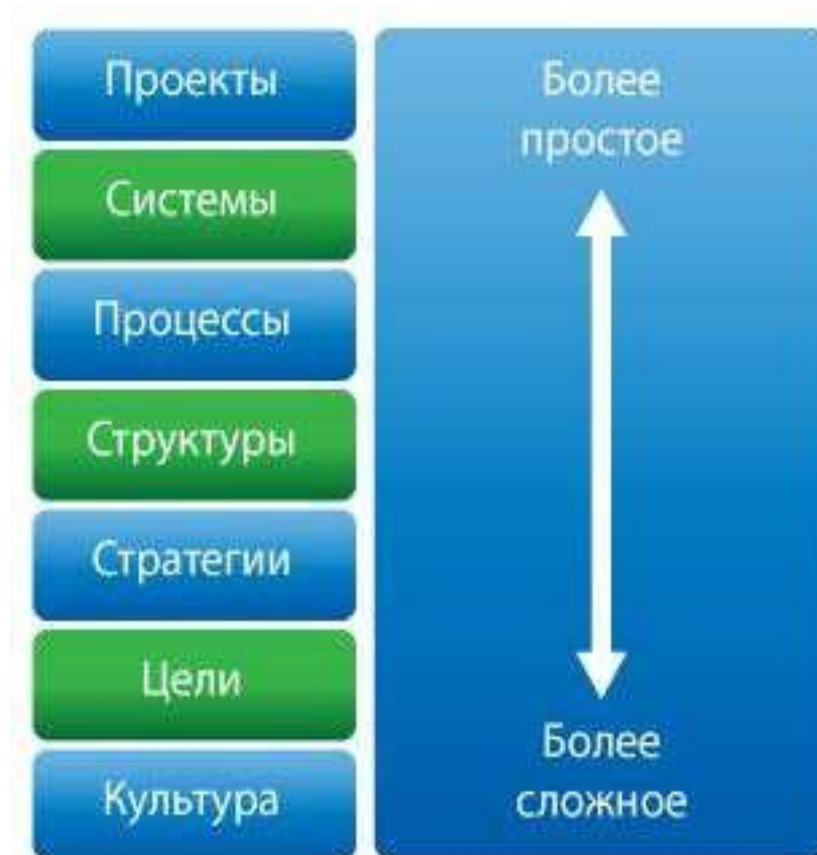 Проекты
Системы
Процессы
Структуры
Стратегии
Цели
Культура
Более
простое
Более
сложное